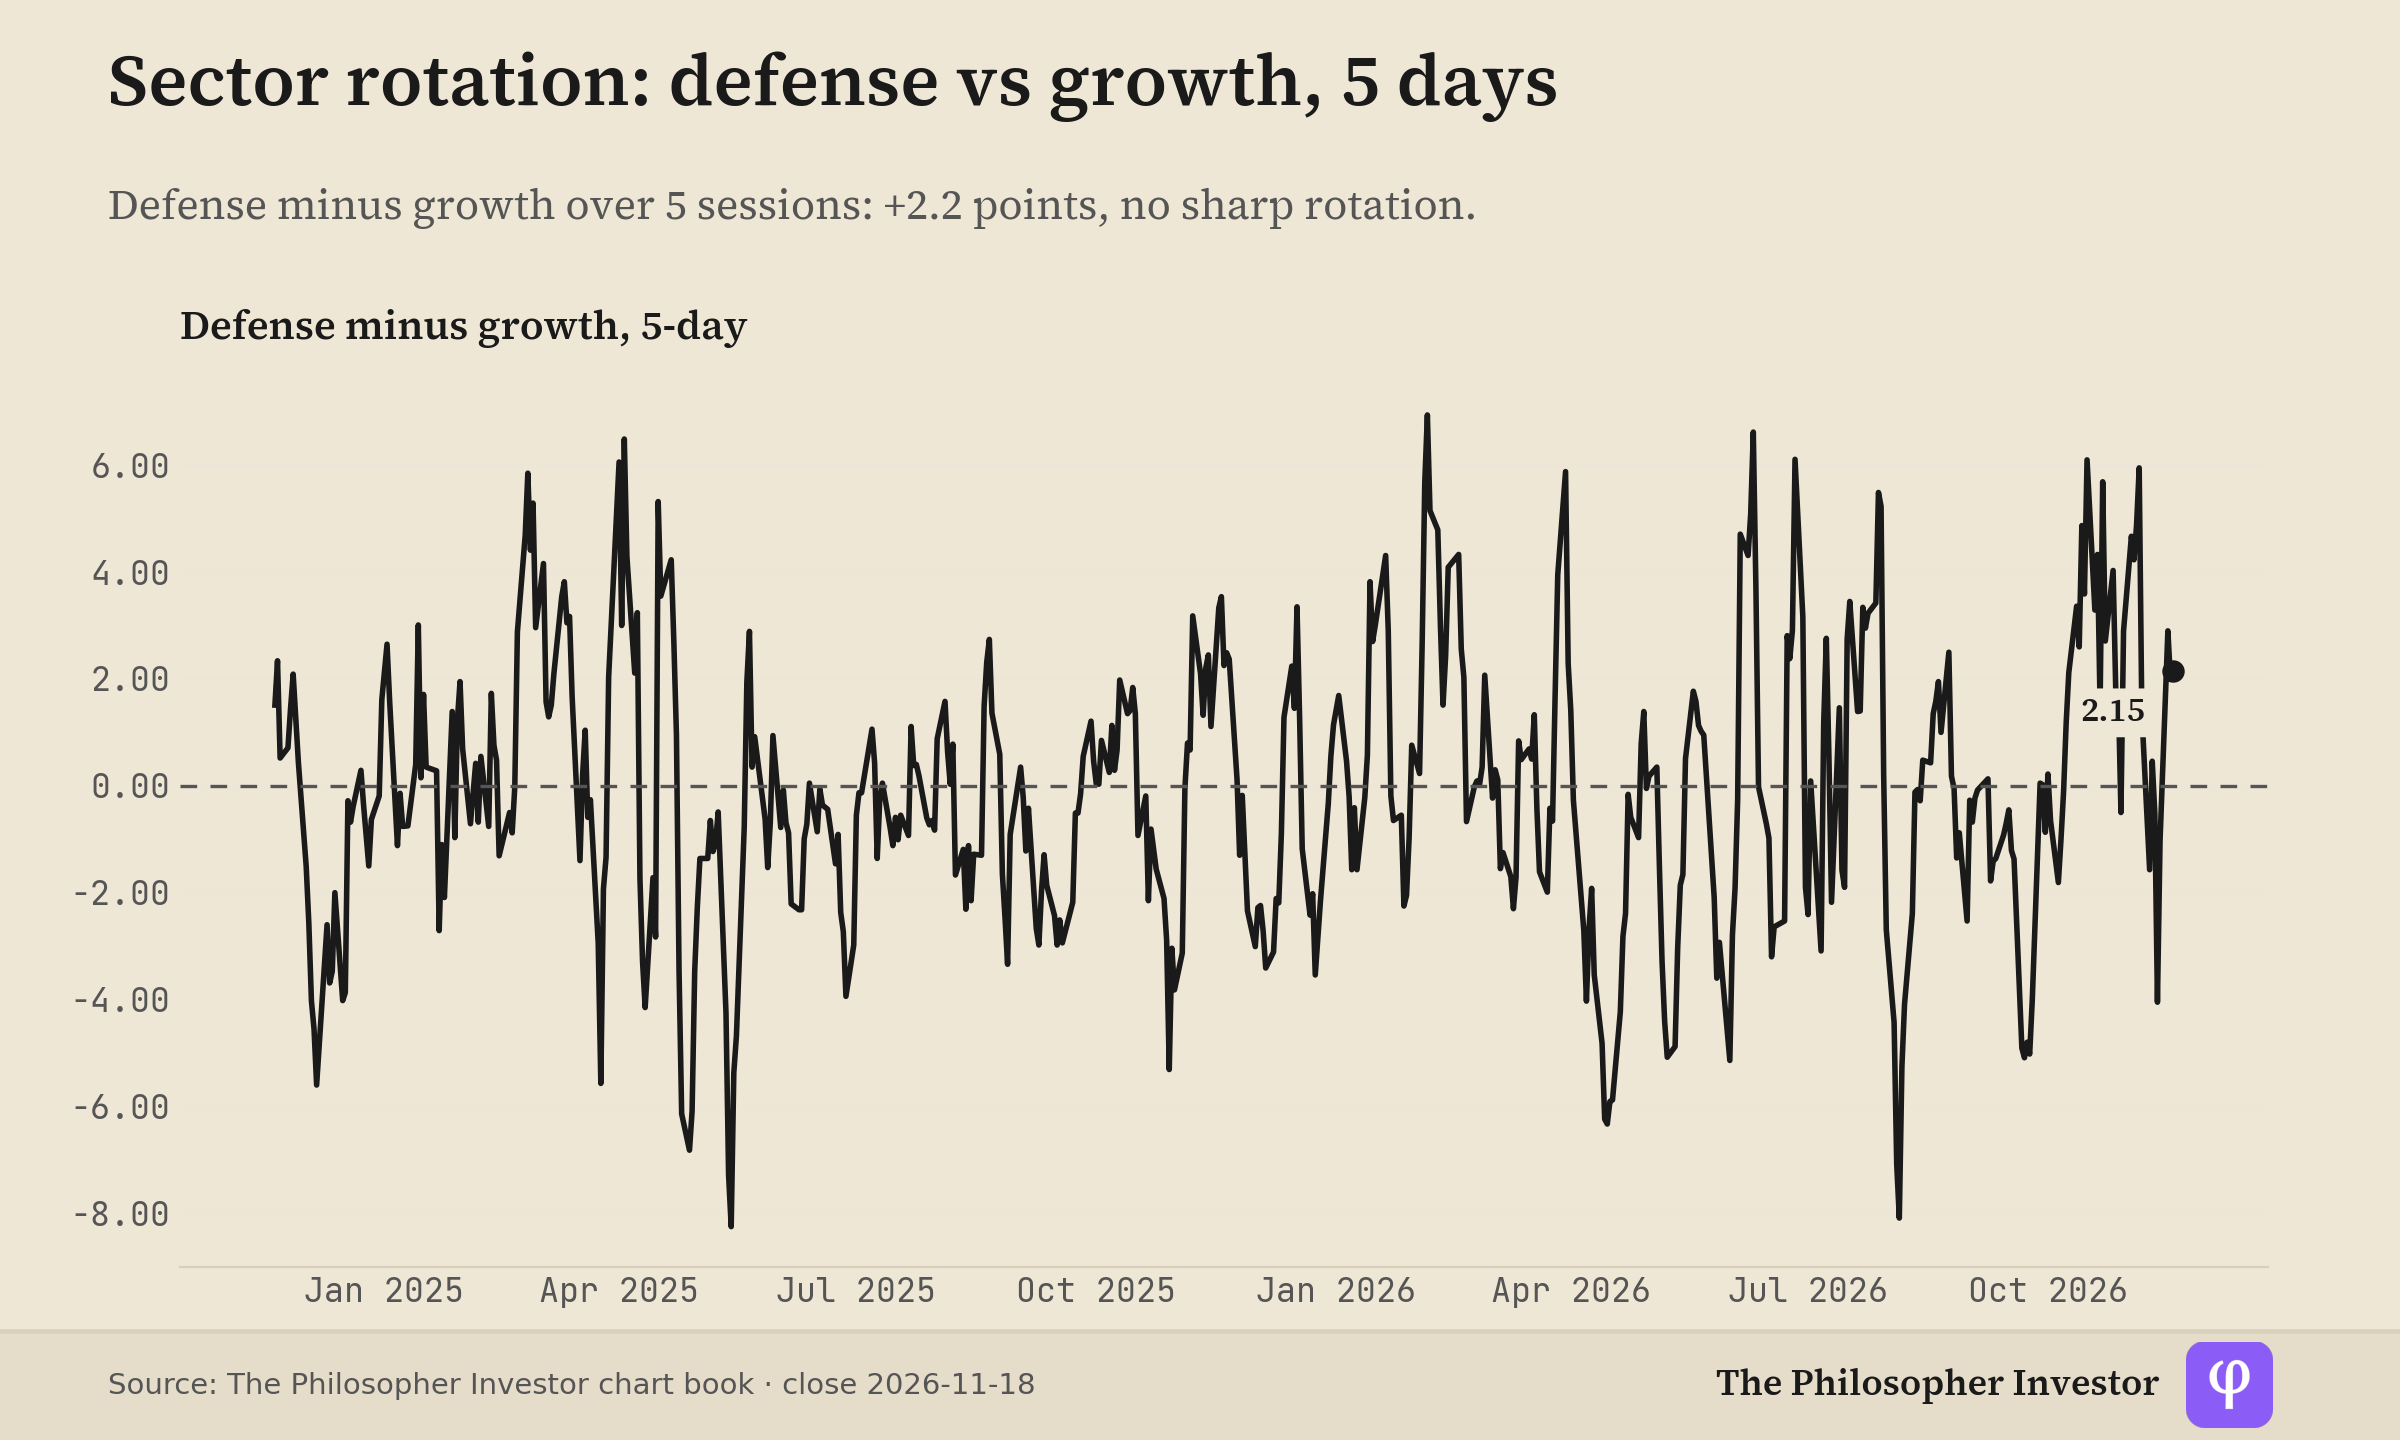 Sector rotation: defense vs growth, 5 days
Defense minus growth over 5 sessions: +2.2 points, no sharp rotation.
Defense minus growth, 5-day
6.00
4.00
2.00
0.00
-2.00
-4.00
-6.00
-8.00
2.15
Jan 2025 Apr 2025 Jul 2025 Oct 2025 Jan 2026 Apr 2026 Jul 2026 Oct 2026
Source: The Philosopher Investor chart book · close 2026-11-18
The Philosopher Investor φ